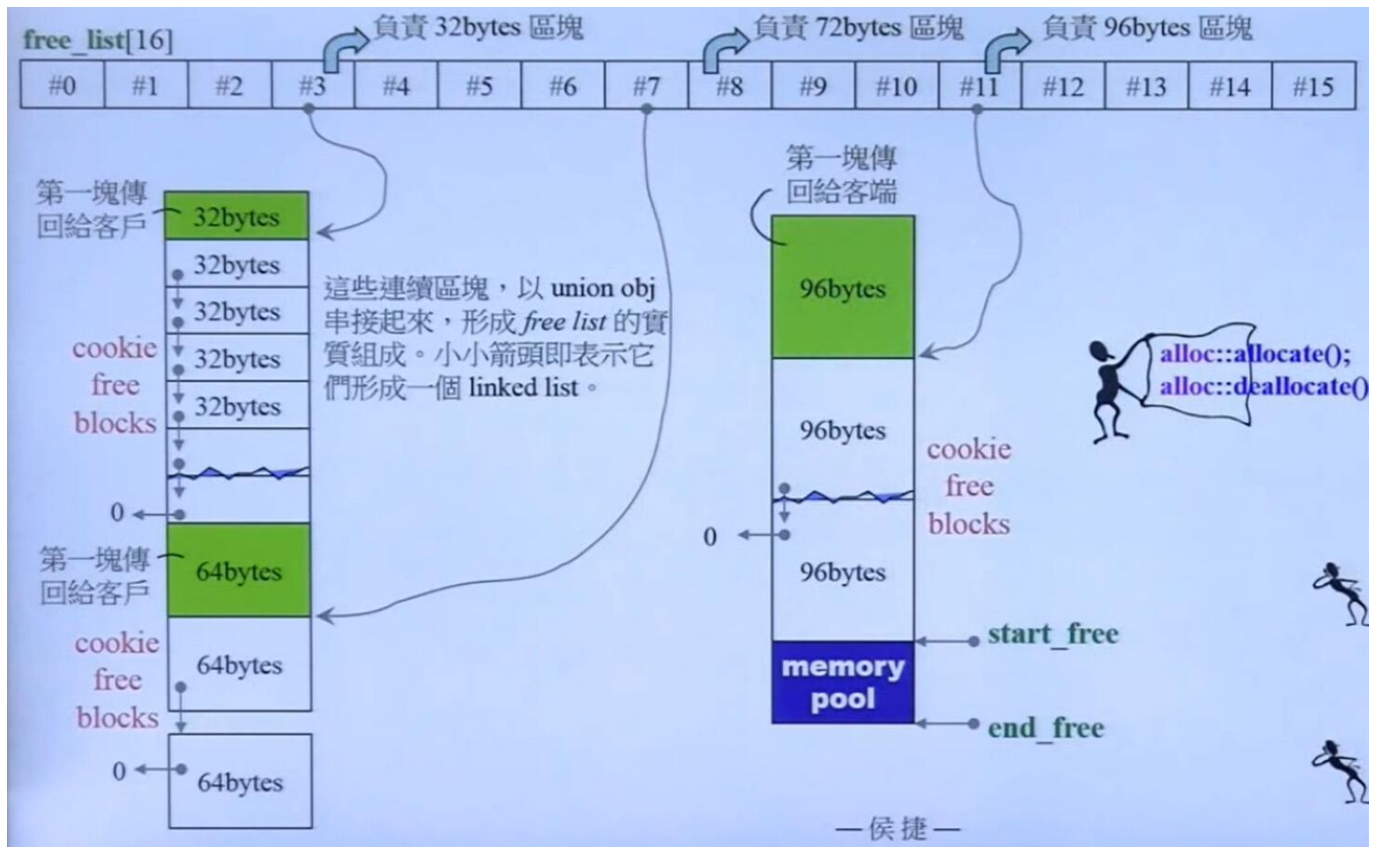 free_list[16]
負責 32bytes 區塊
負責 72bytes 區塊
負責 96bytes 區塊
#0 #1 #2 #3 #4 #5 #6 #7 #8 #9 #10 #11 #12 #13 #14 #15
第一塊傳
回給客戶
32bytes
32bytes
32bytes
32bytes
32bytes
cookie
free
blocks
0
這些連續區塊，以 union obj
串接起來，形成 free list 的實
質組成。小小箭頭即表示它
們形成一個 linked list。
第一塊傳
回給客戶
64bytes
cookie
free
blocks
64bytes
0
64bytes
第一塊傳
回給客端
96bytes
96bytes
cookie
free
blocks
0
96bytes
start_free
memory
pool
end_free
alloc::allocate();
alloc::deallocate()
—侯捷—